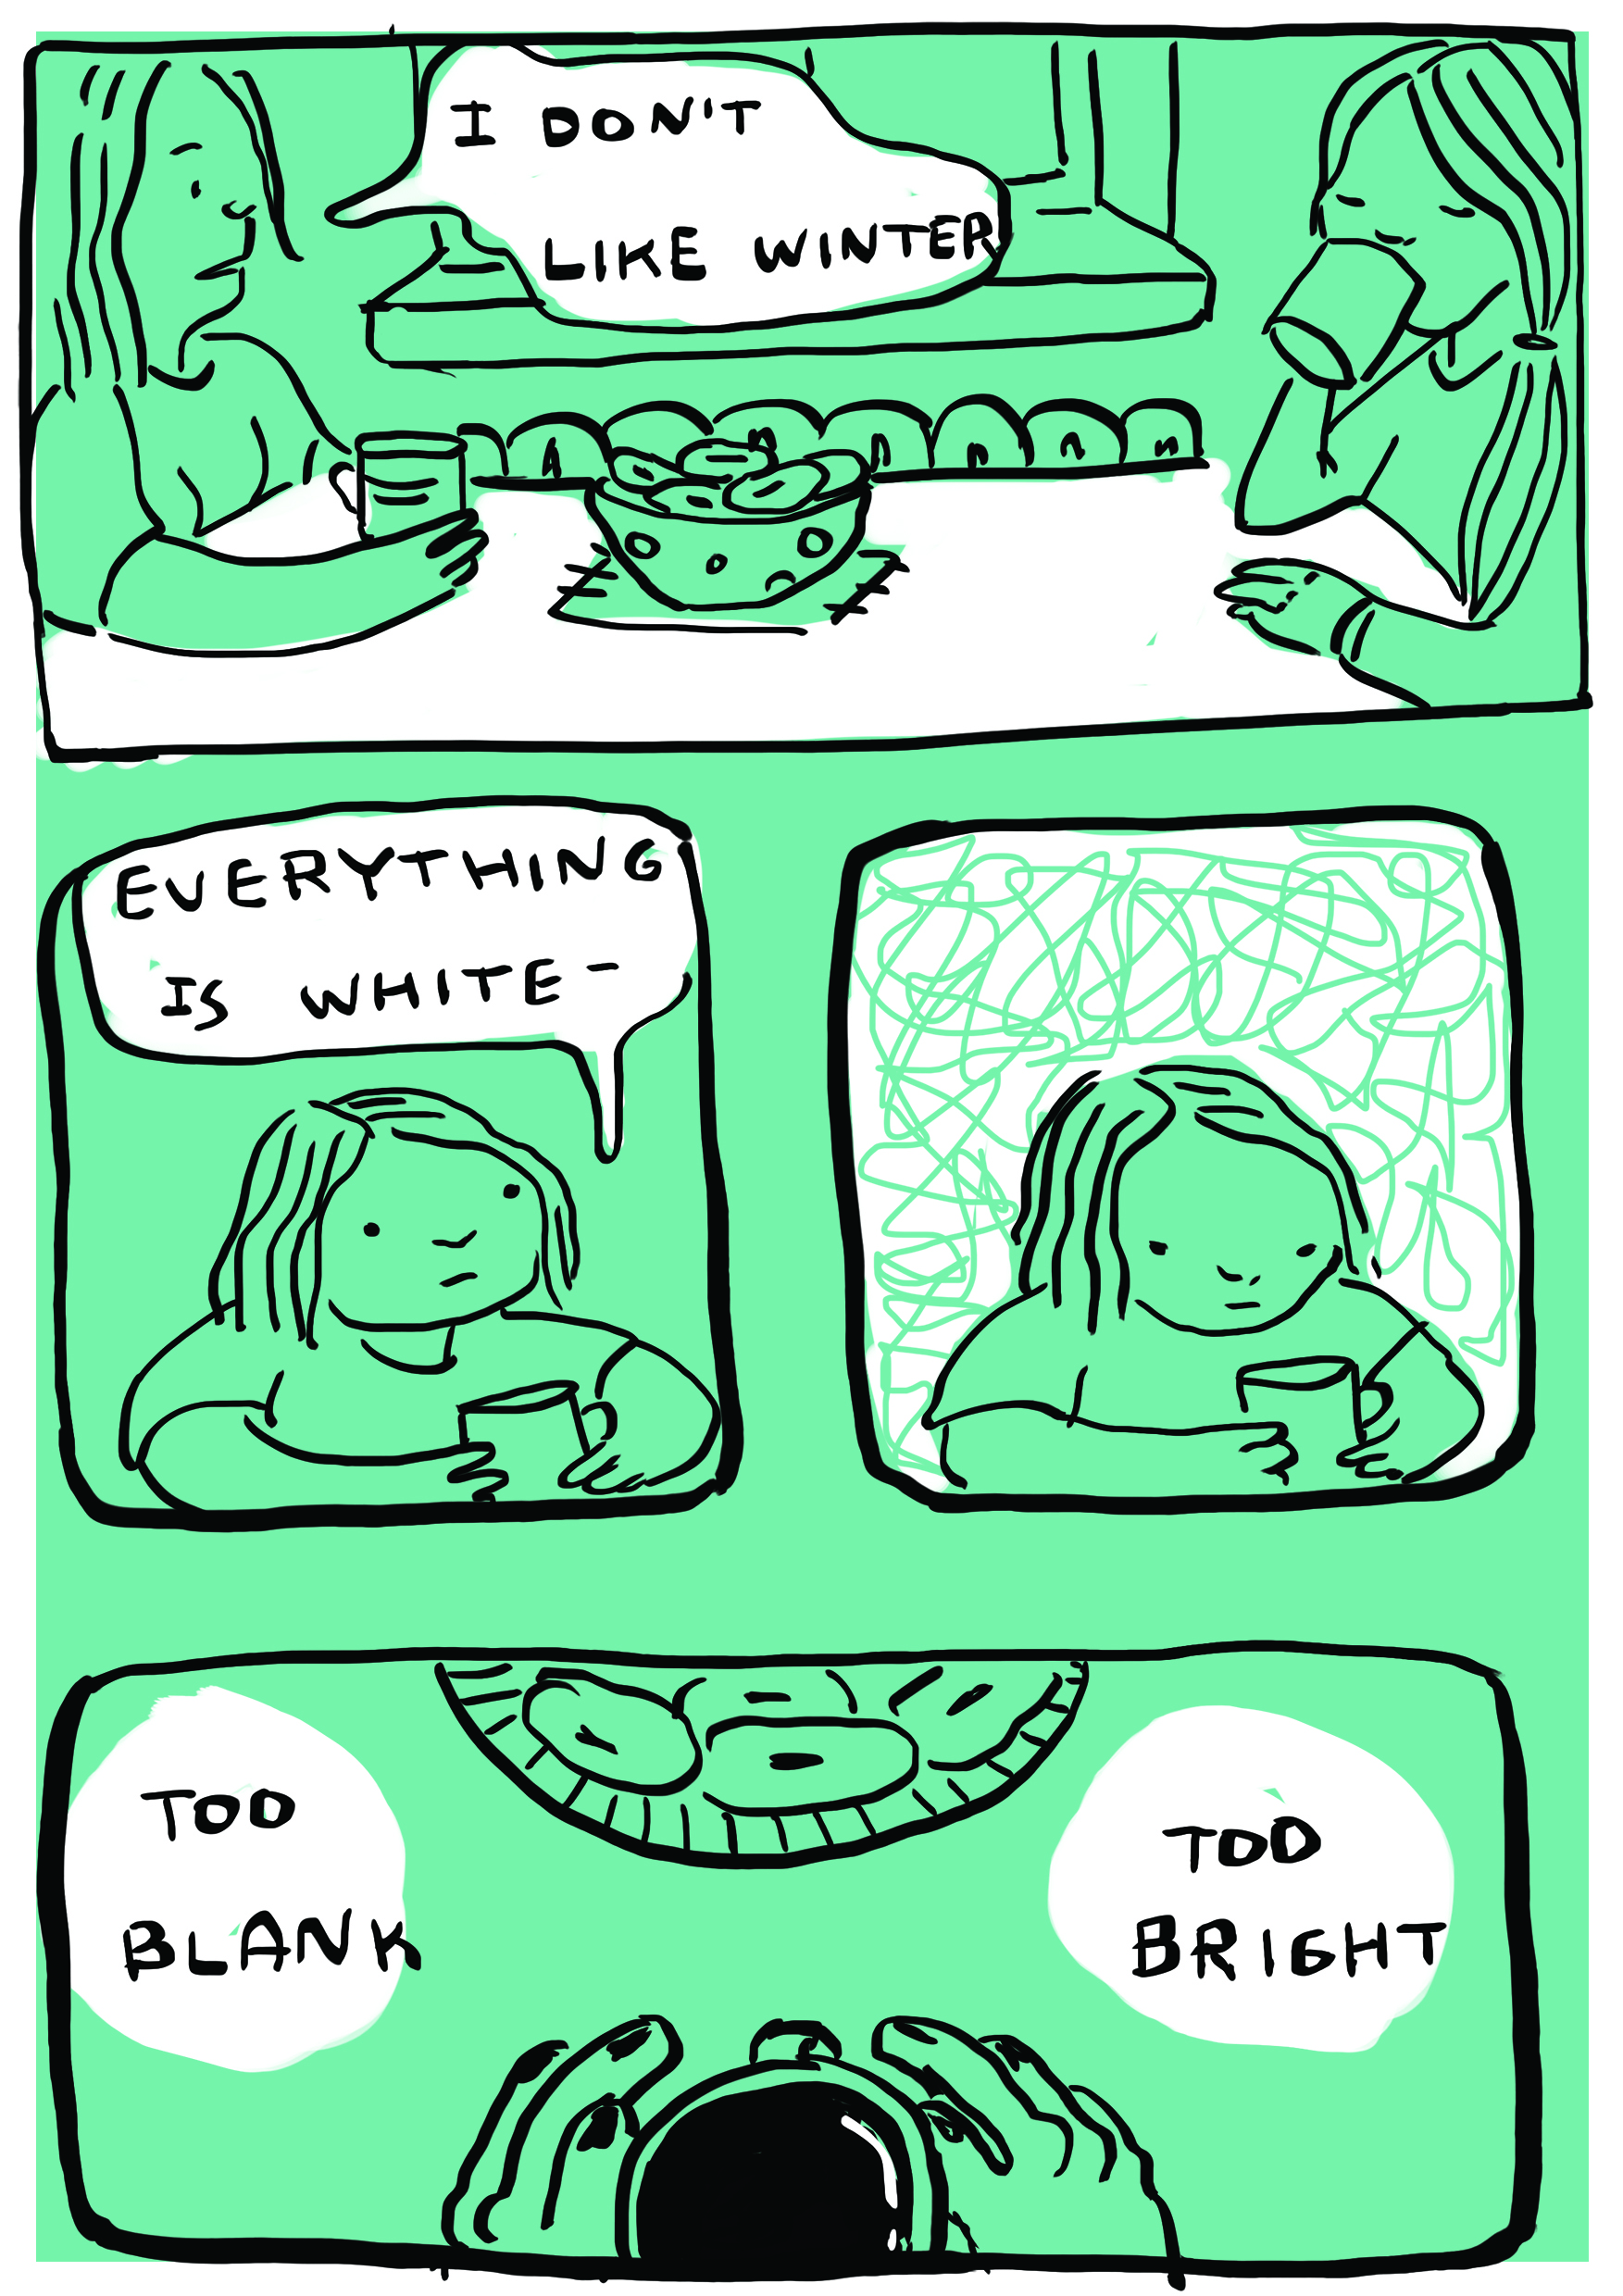 I DON'T
LIKE WINTER
EVERYTHING
IS WHITE-
TOO
BLANK
TOO
BRIGHT